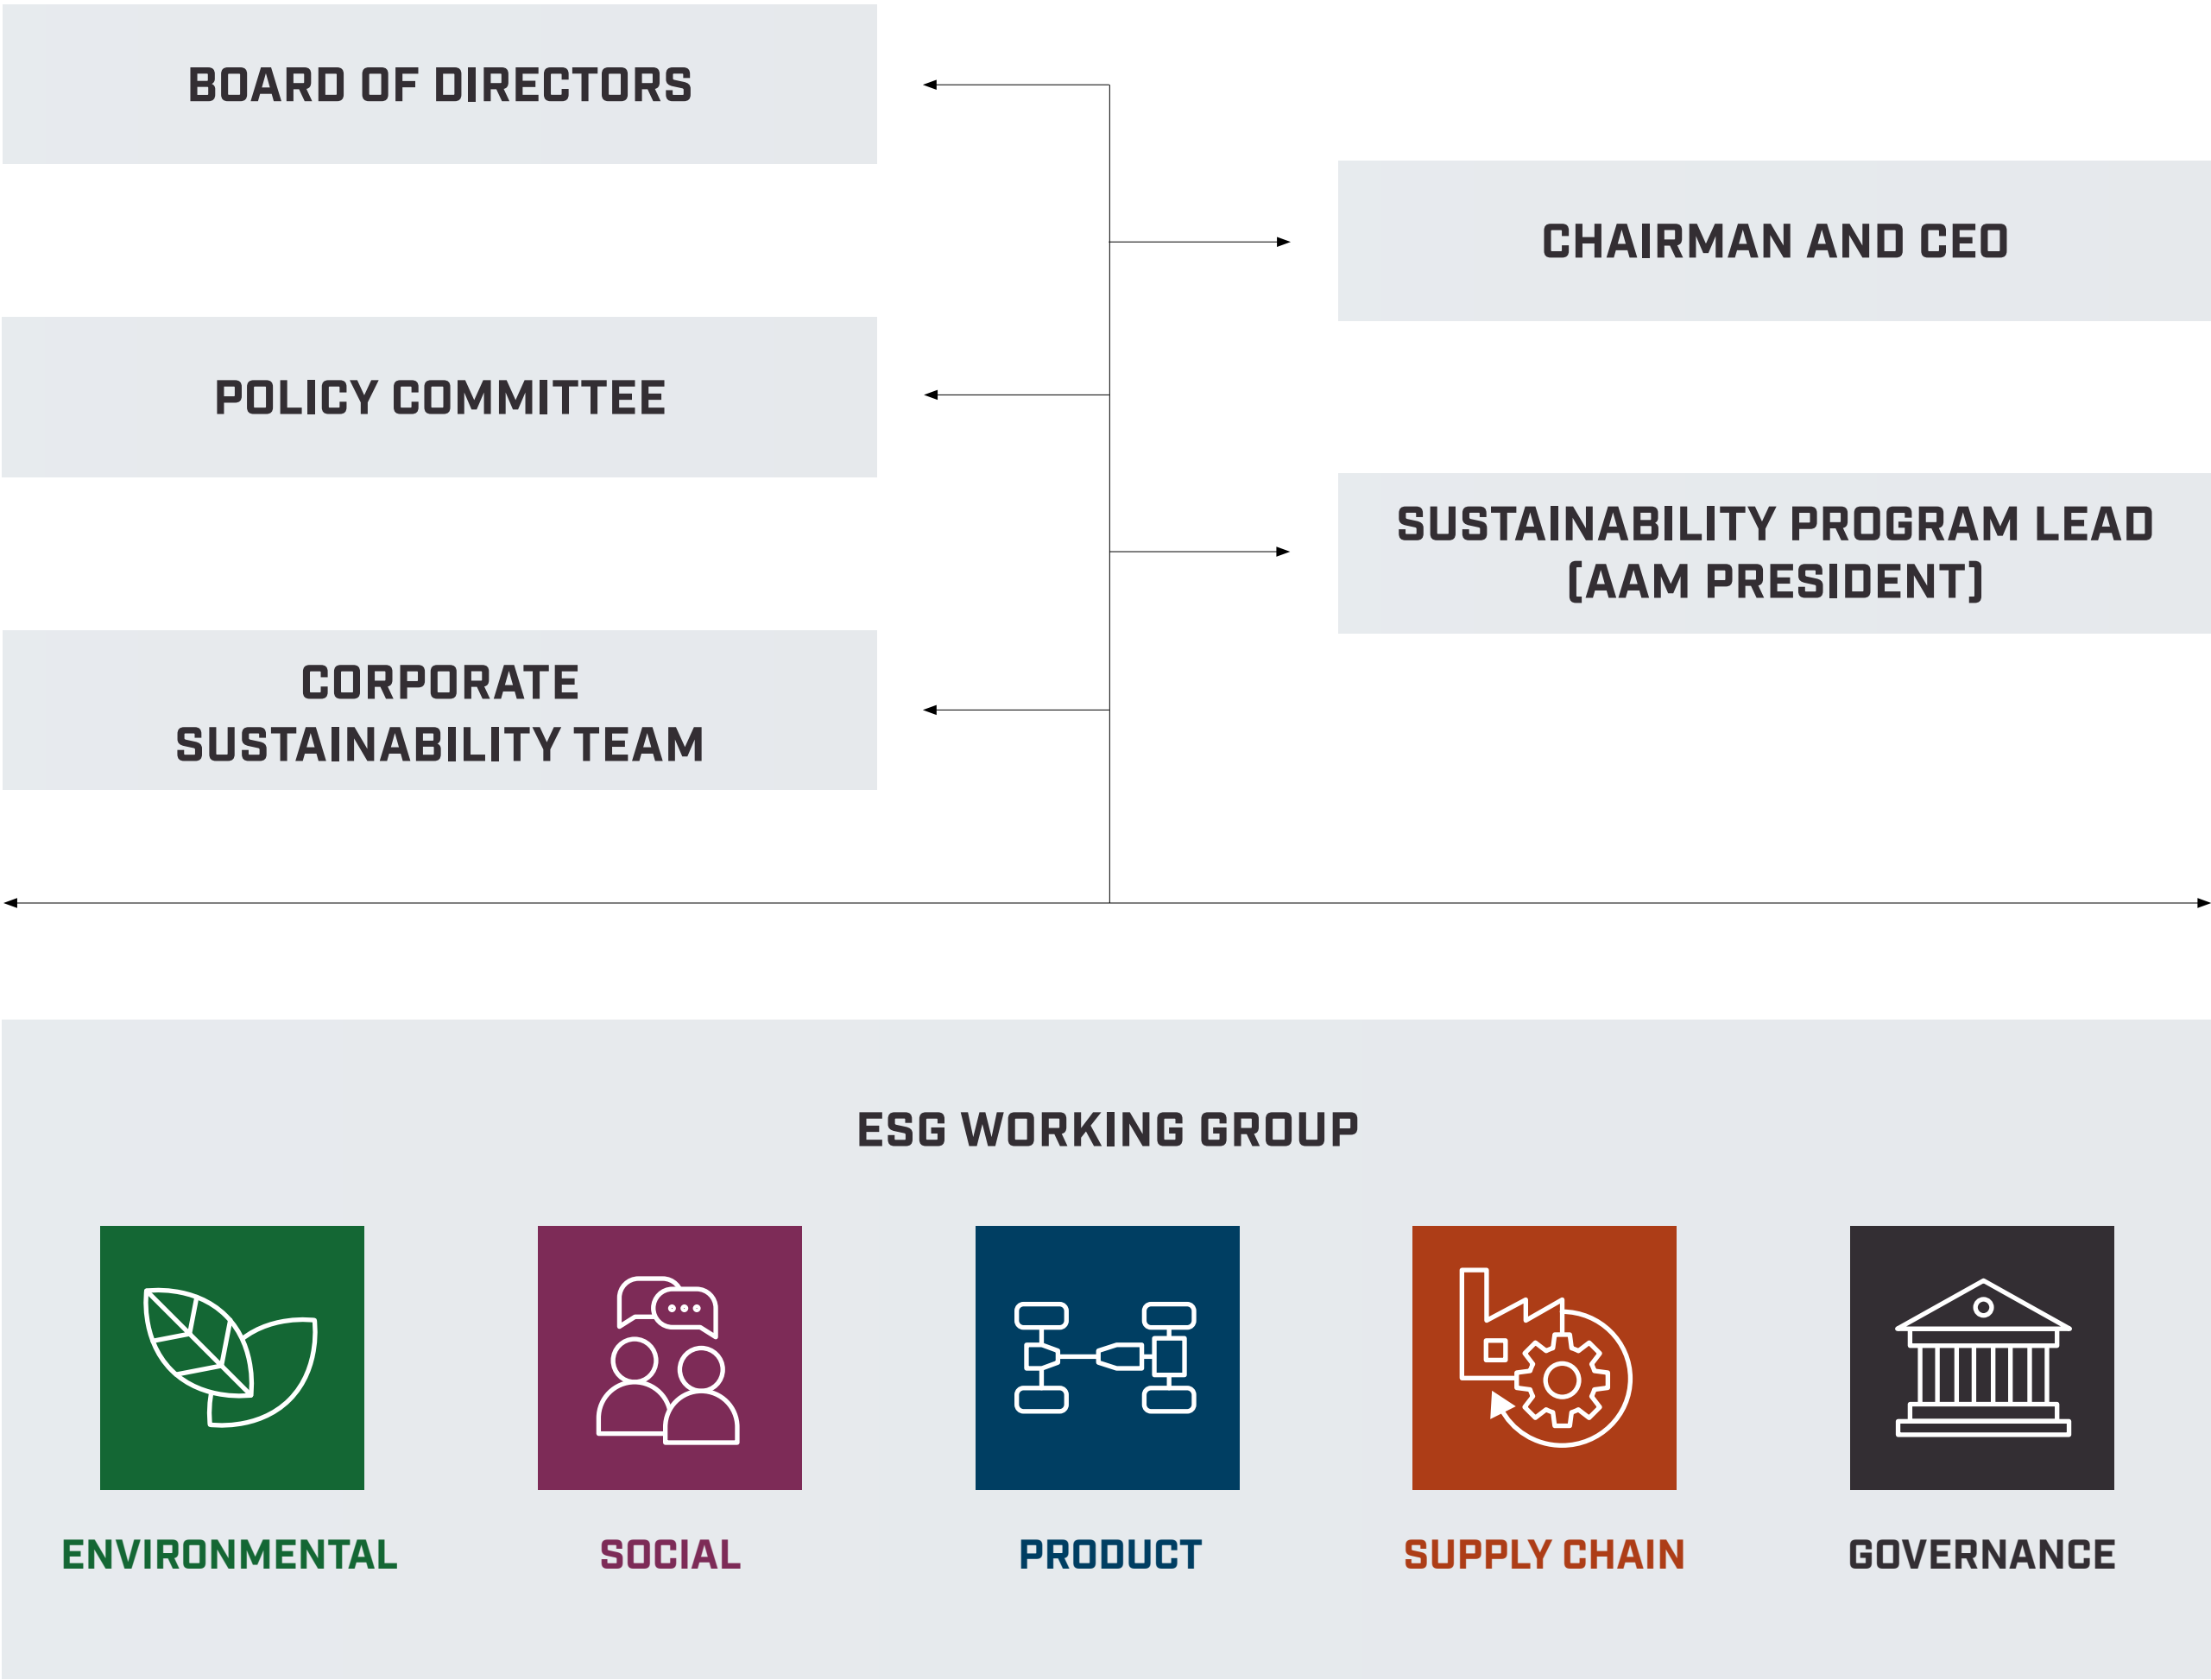 BOARD OF DIRECTORS
CHAIRMAN AND CEO
POLICY COMMITTEE
SUSTAINABILITY PROGRAM LEAD
(AAM PRESIDENT)
CORPORATE
SUSTAINABILITY TEAM
ESG WORKING GROUP
ENVIRONMENTAL
SOCIAL
PRODUCT
SUPPLY CHAIN
GOVERNANCE